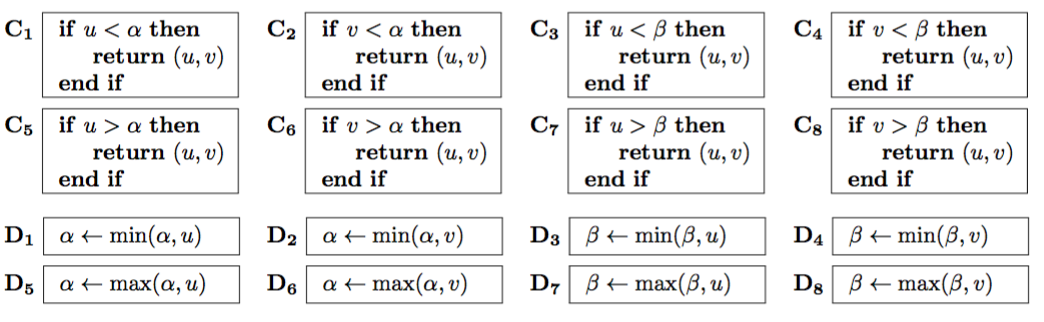 C₁ if u < α then C₂ if v < α then C₃ if u < β then C₄ if v < β then
return (u, v) return (u, v) return (u, v) return (u, v)
end if end if end if end if
C₅ if u > α then C₆ if v > α then C₇ if u > β then C₈ if v > β then
return (u, v) return (u, v) return (u, v) return (u, v)
end if end if end if end if
D₁ α ← min(α, u) D₂ α ← min(α, v) D₃ β ← min(β, u) D₄ β ← min(β, v)
D₅ α ← max(α, u) D₆ α ← max(α, v) D₇ β ← max(β, u) D₈ β ← max(β, v)